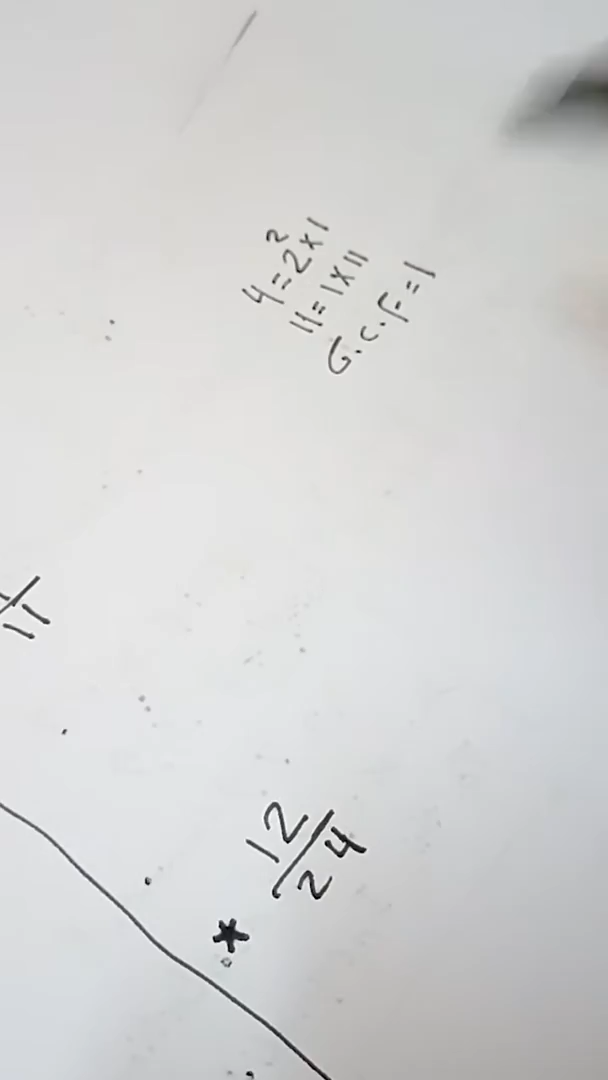 4 = 2² × 1
11 = 1 × 11
G.C.F = 1
11
12
24
*